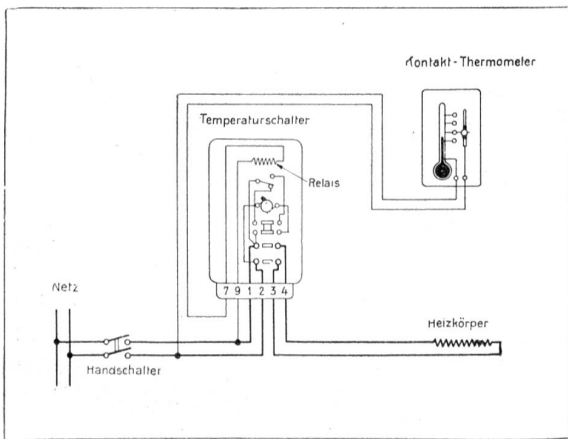 Kontakt-Thermometer
Temperaturschalter
Relais
Netz
7 9 1 2 3 4
Heizkörper
Handschalter